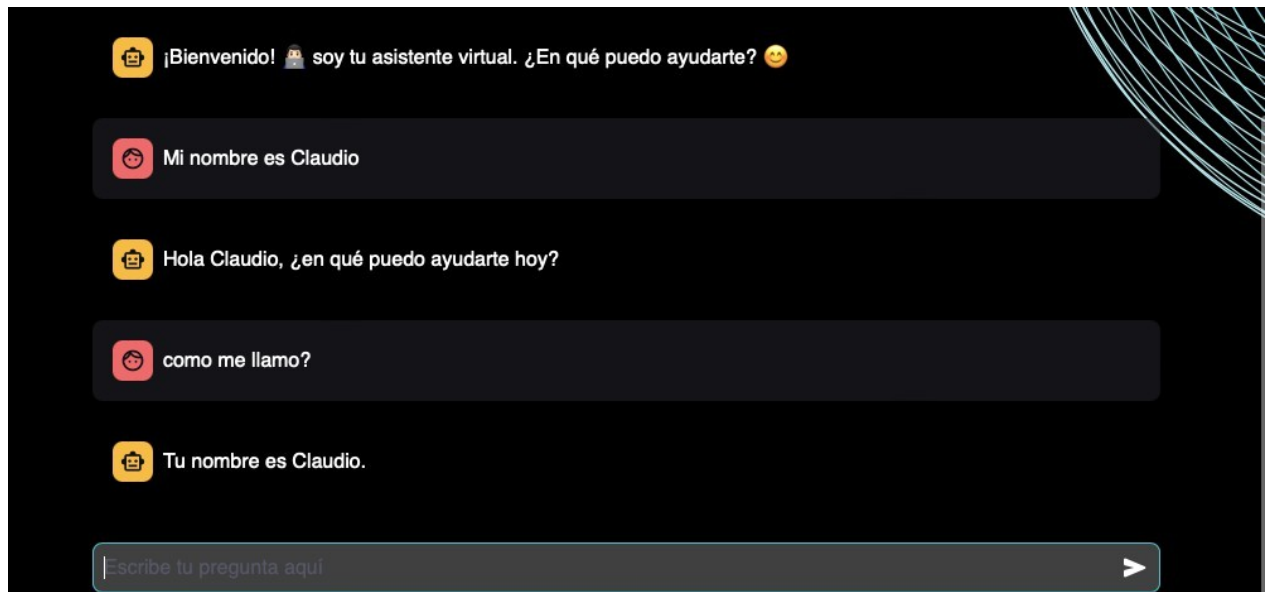 ¡Bienvenido! 👨🏻‍💻 soy tu asistente virtual. ¿En qué puedo ayudarte? 😊
Mi nombre es Claudio
Hola Claudio, ¿en qué puedo ayudarte hoy?
como me llamo?
Tu nombre es Claudio.
Escribe tu pregunta aquí